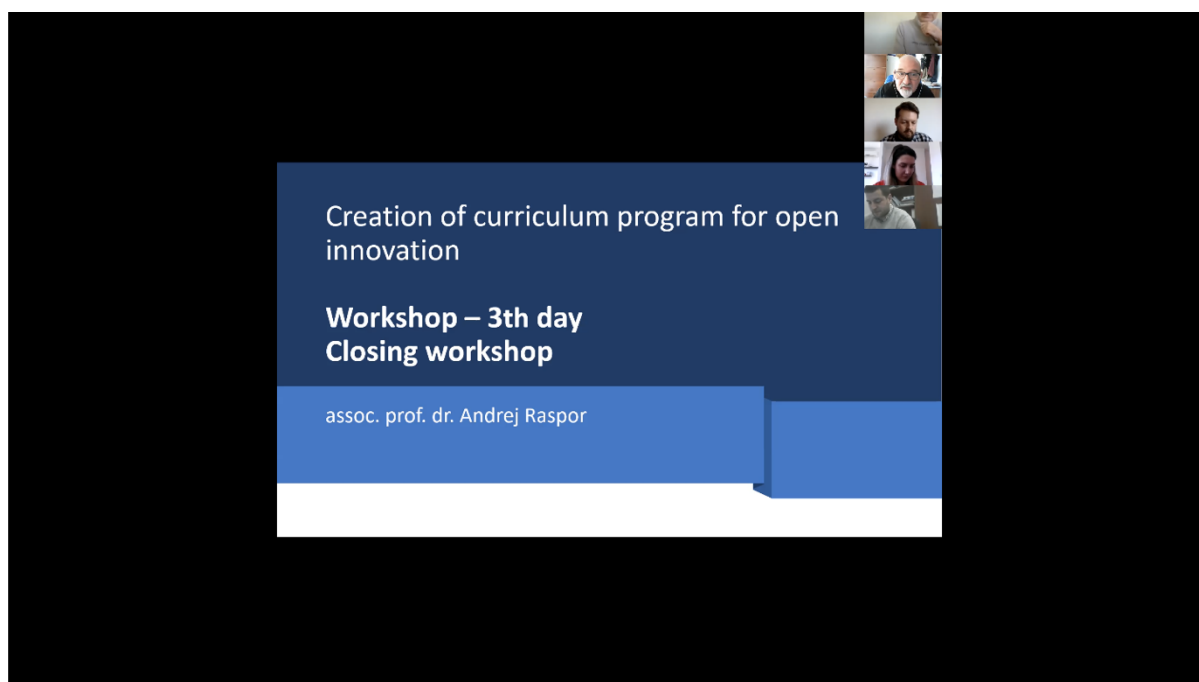 Creation of curriculum program for open
innovation
Workshop – 3th day
Closing workshop
assoc. prof. dr. Andrej Raspor